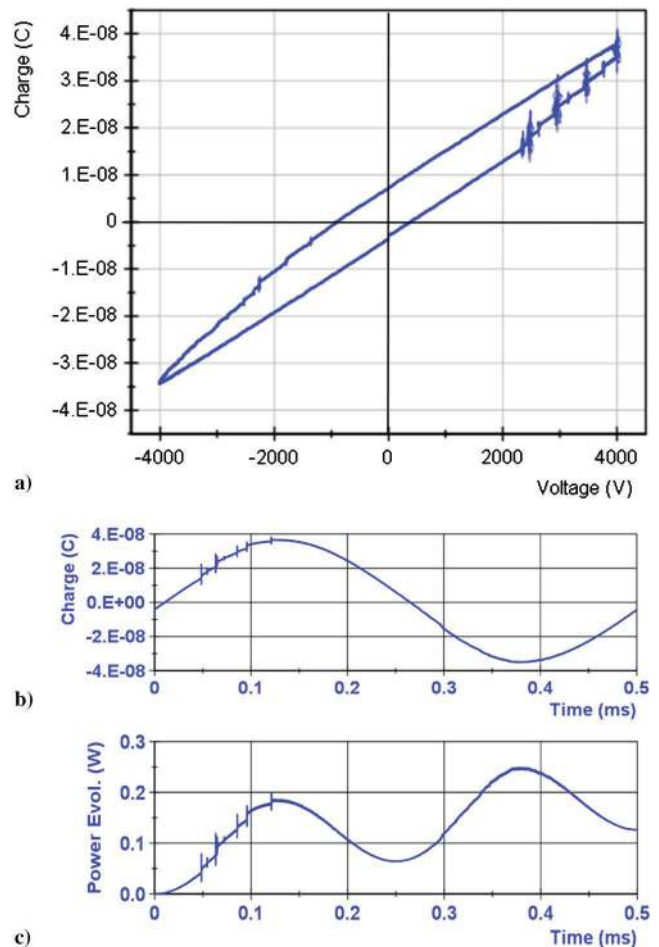 Charge (C)
4.E-08
3.E-08
2.E-08
1.E-08
0
-1.E-08
-2.E-08
-3.E-08
-4.E-08
-4000 -2000 0 2000 4000
Voltage (V)
a)
Charge (C)
4.E-08
2.E-08
0.E+00
-2.E-08
-4.E-08
0 0.1 0.2 0.3 0.4 0.5
Time (ms)
b)
Power Evol. (W)
0.3
0.2
0.1
0.0
0 0.1 0.2 0.3 0.4 0.5
Time (ms)
c)